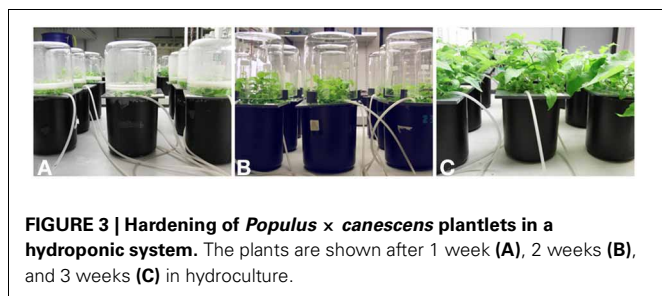 A B C
FIGURE 3 | Hardening of Populus × canescens plantlets in a
hydroponic system. The plants are shown after 1 week (A), 2 weeks (B),
and 3 weeks (C) in hydroculture.